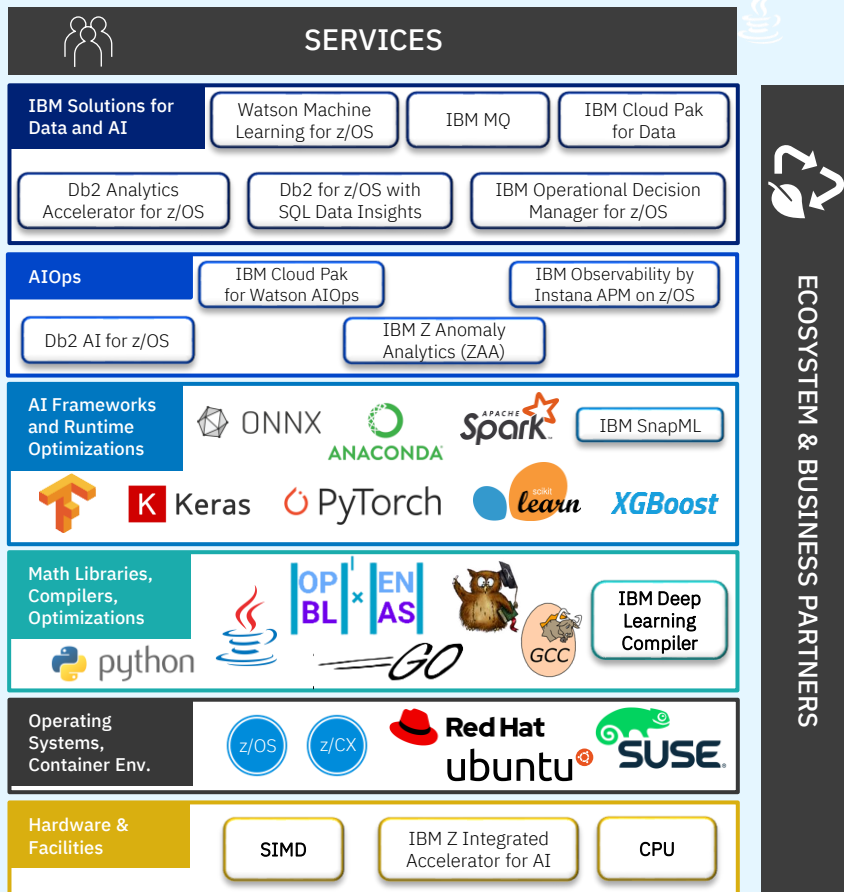 SERVICES
IBM Solutions for
Data and AI
Watson Machine
Learning for z/OS
IBM MQ
IBM Cloud Pak
for Data
Db2 Analytics
Accelerator for z/OS
Db2 for z/OS with
SQL Data Insights
IBM Operational Decision
Manager for z/OS
AIOps
IBM Cloud Pak
for Watson AIOps
IBM Observability by
Instana APM on z/OS
Db2 AI for z/OS
IBM Z Anomaly
Analytics (ZAA)
AI Frameworks
and Runtime
Optimizations
ONNX
ANACONDA
APACHE
Spark
IBM SnapML
K Keras
PyTorch
scikit
learn
XGBoost
Math Libraries,
Compilers,
Optimizations
OP EN
BL × AS
GCC
IBM Deep
Learning
Compiler
python
GO
Operating
Systems,
Container Env.
z/OS
z/CX
Red Hat
ubuntu
SUSE
Hardware &
Facilities
SIMD
IBM Z Integrated
Accelerator for AI
CPU
ECOSYSTEM & BUSINESS PARTNERS